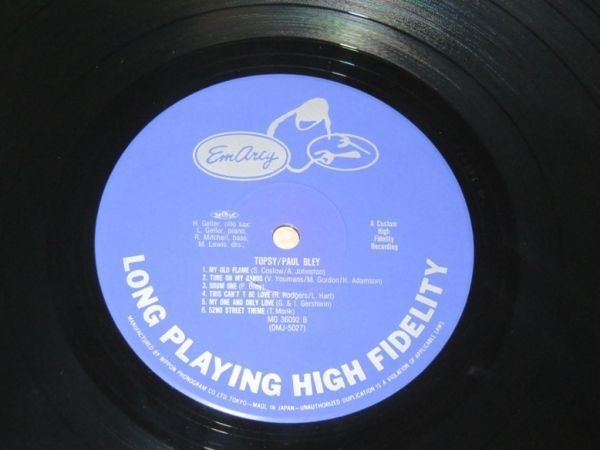 EmArcy
H. Geller, alto sax;
L. Geller, piano;
R. Mitchell, bass;
M. Lewis, drs.;
A Custom
High
Fidelity
Recording
TOPSY/PAUL BLEY
1. MY OLD FLAME (S. Coslow/A. Johnston)
2. TIME ON MY HANDS (V. Youmans/M. Gordon/H. Adamson)
3. DRUM ONE (P. Bley)
4. THIS CAN'T BE LOVE (R. Rodgers/L. Hart)
5. MY ONE AND ONLY LOVE (G. & I. Gershwin)
6. 52ND STREET THEME (T. Monk)
MG 36092 B
(DMJ-5027)
LONG PLAYING HIGH FIDELITY
MANUFACTURED BY NIPPON PHONOGRAM CO., LTD., TOKYO—MADE IN JAPAN—UNAUTHORIZED DUPLICATION IS A VIOLATION OF APPLICABLE LAWS